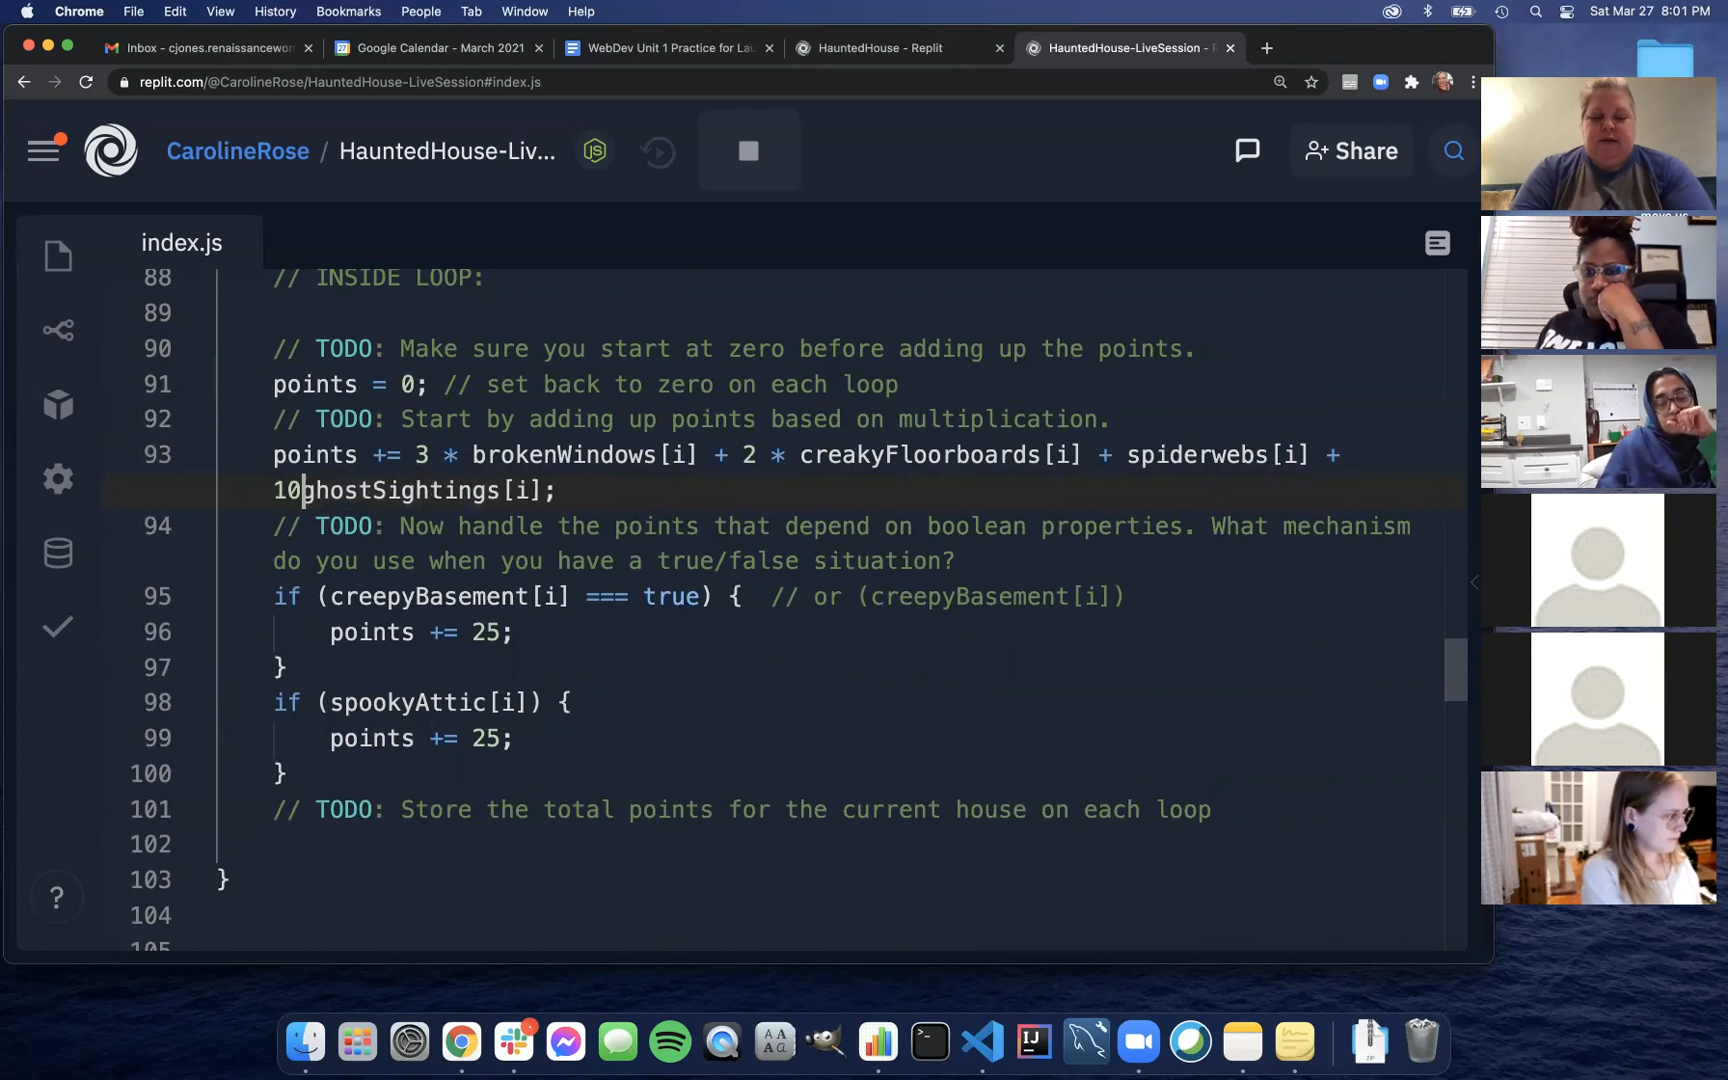 Chrome File Edit View History Bookmarks People Tab Window Help Sat Mar 27 8:01 PM
Inbox - cjones.renaissancewon
Google Calendar - March 2021
WebDev Unit 1 Practice for Lau
HauntedHouse - Replit
HauntedHouse-LiveSession - R
replit.com/@CarolineRose/HauntedHouse-LiveSession#index.js
CarolineRose / HauntedHouse-Liv...
Share
index.js
88 // INSIDE LOOP:
89
90 // TODO: Make sure you start at zero before adding up the points.
91 points = 0; // set back to zero on each loop
92 // TODO: Start by adding up points based on multiplication.
93 points += 3 * brokenWindows[i] + 2 * creakyFloorboards[i] + spiderwebs[i] +
10ghostSightings[i];
94 // TODO: Now handle the points that depend on boolean properties. What mechanism
do you use when you have a true/false situation?
95 if (creepyBasement[i] === true) { // or (creepyBasement[i])
96 points += 25;
97 }
98 if (spookyAttic[i]) {
99 points += 25;
100 }
101 // TODO: Store the total points for the current house on each loop
102
103 }
104
105
?